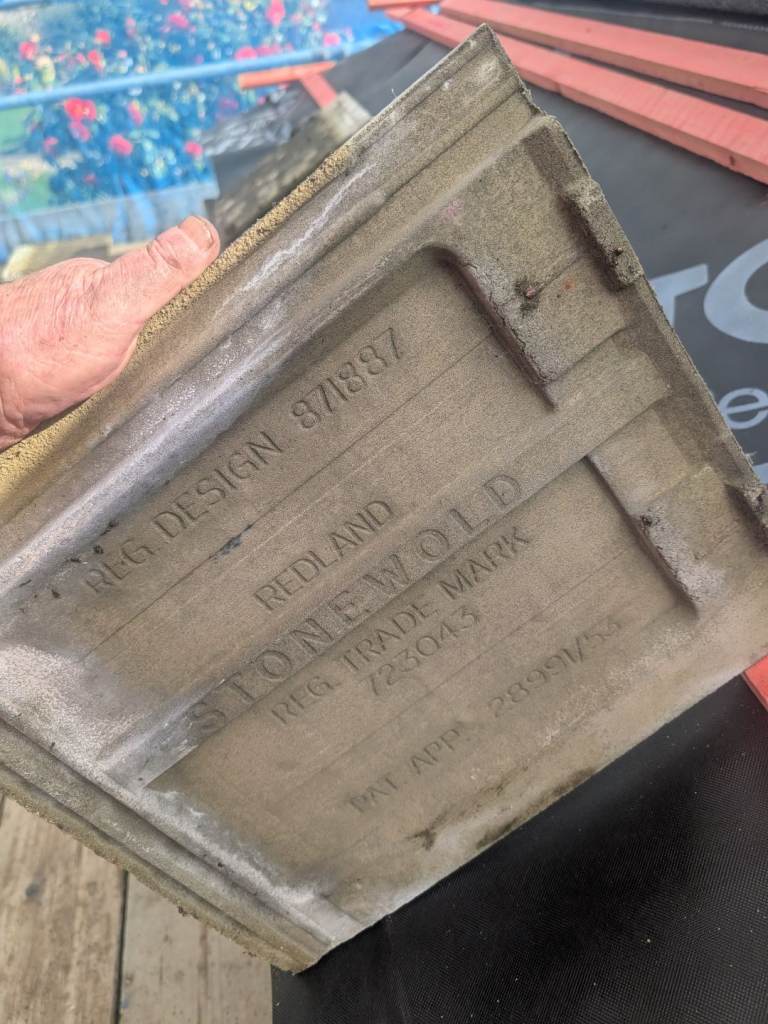 REG. DESIGN 871887
REDLAND
STONEWOLD
REG. TRADE MARK
723043
PAT. APP. 28991/53